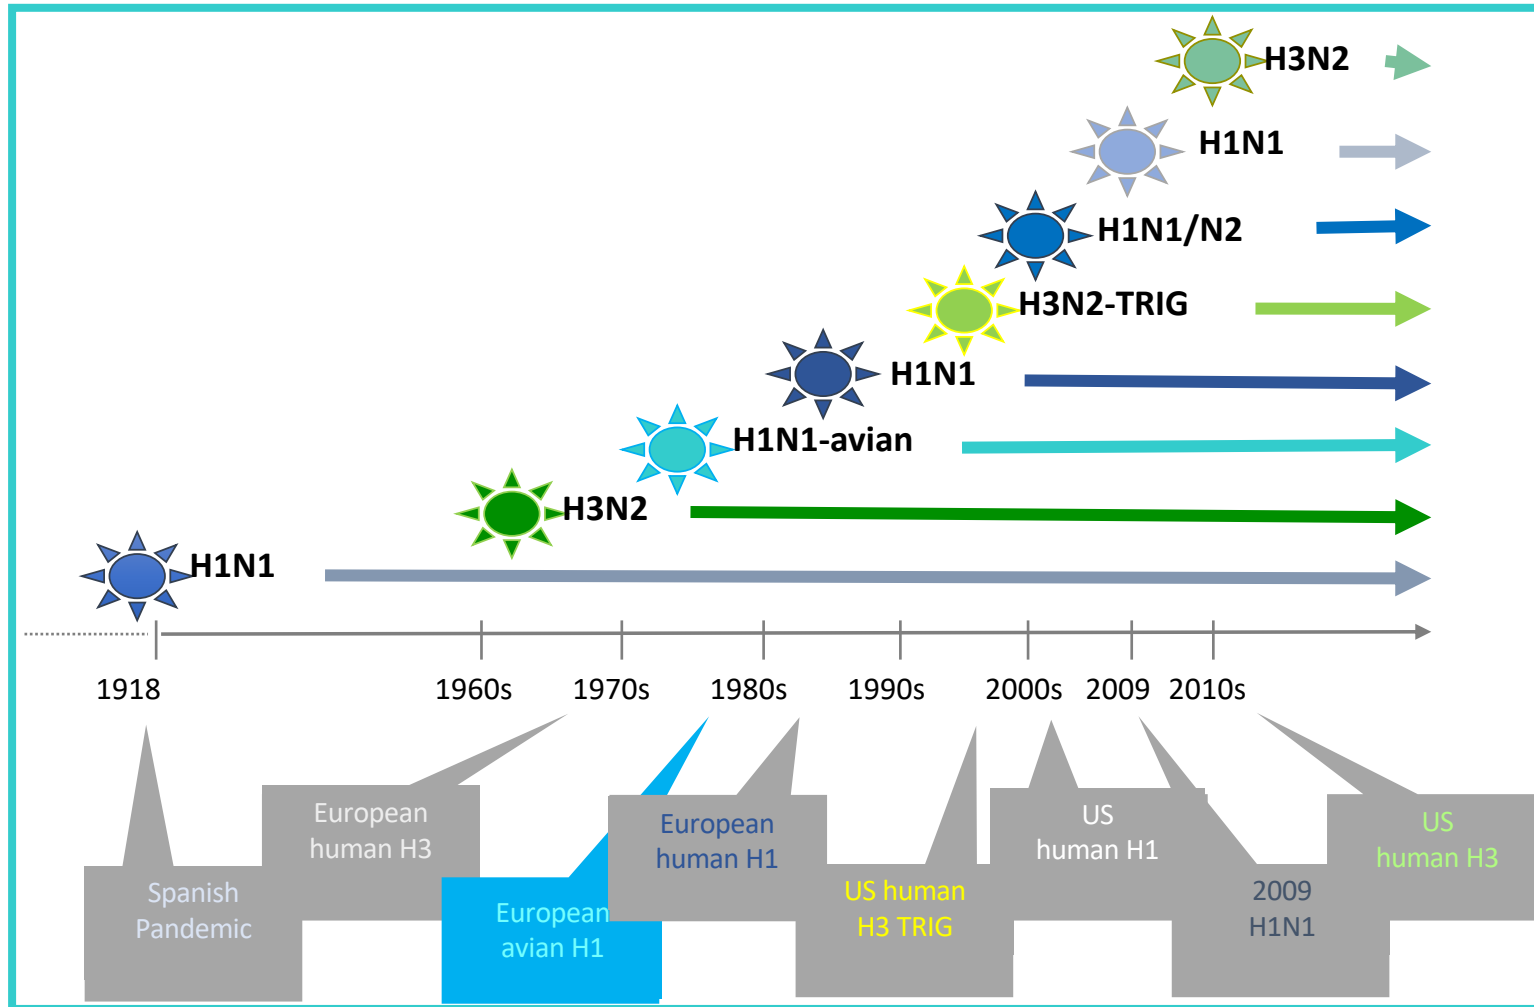 H3N2
H1N1
H1N1/N2
H3N2-TRIG
H1N1
H1N1-avian
H3N2
H1N1
1918
1960s
1970s
1980s
1990s
2000s
2009
2010s
Spanish
Pandemic
European
human H3
European
avian H1
European
human H1
US human
H3 TRIG
US
human H1
2009
H1N1
US
human H3